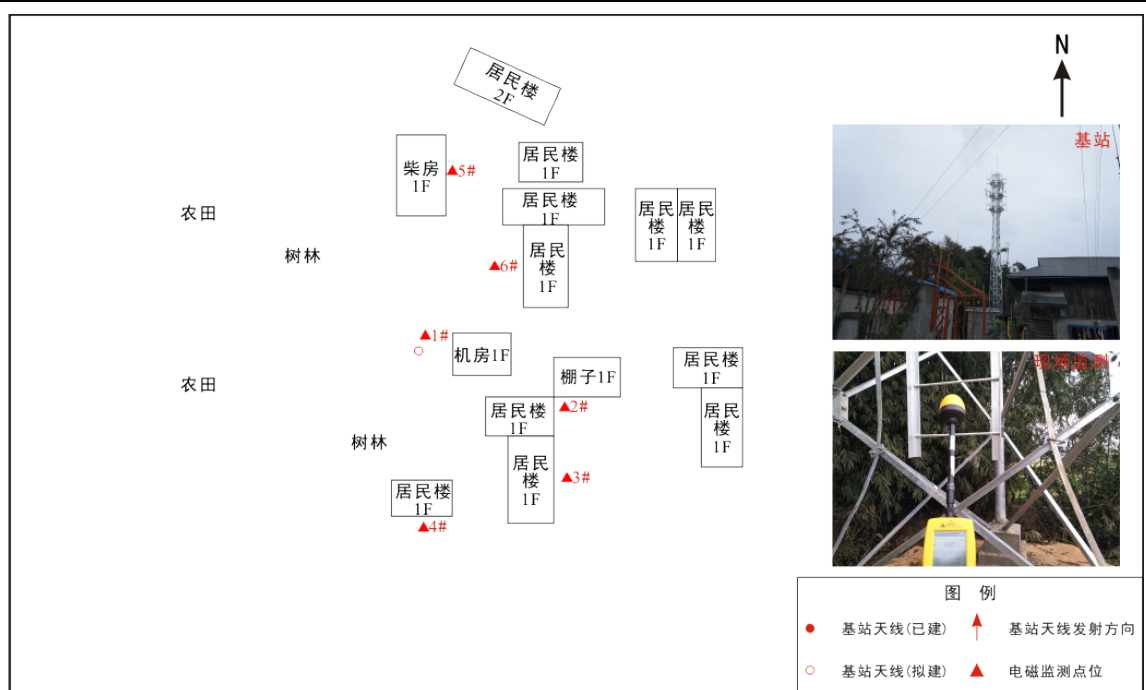 N
居民楼
2F
基站
居民楼
1F
柴房
1F
▲5#
居民楼
1F
农田
居民楼
1F
居民楼
1F
树林
居民楼
1F
▲6#
▲1#
机房1F
现场监测
居民楼
1F
棚子1F
农田
居民楼
1F
▲2#
居民楼
1F
树林
居民楼
1F
▲3#
居民楼
1F
▲4#
图 例
基站天线(已建)
基站天线发射方向
基站天线(拟建)
电磁监测点位